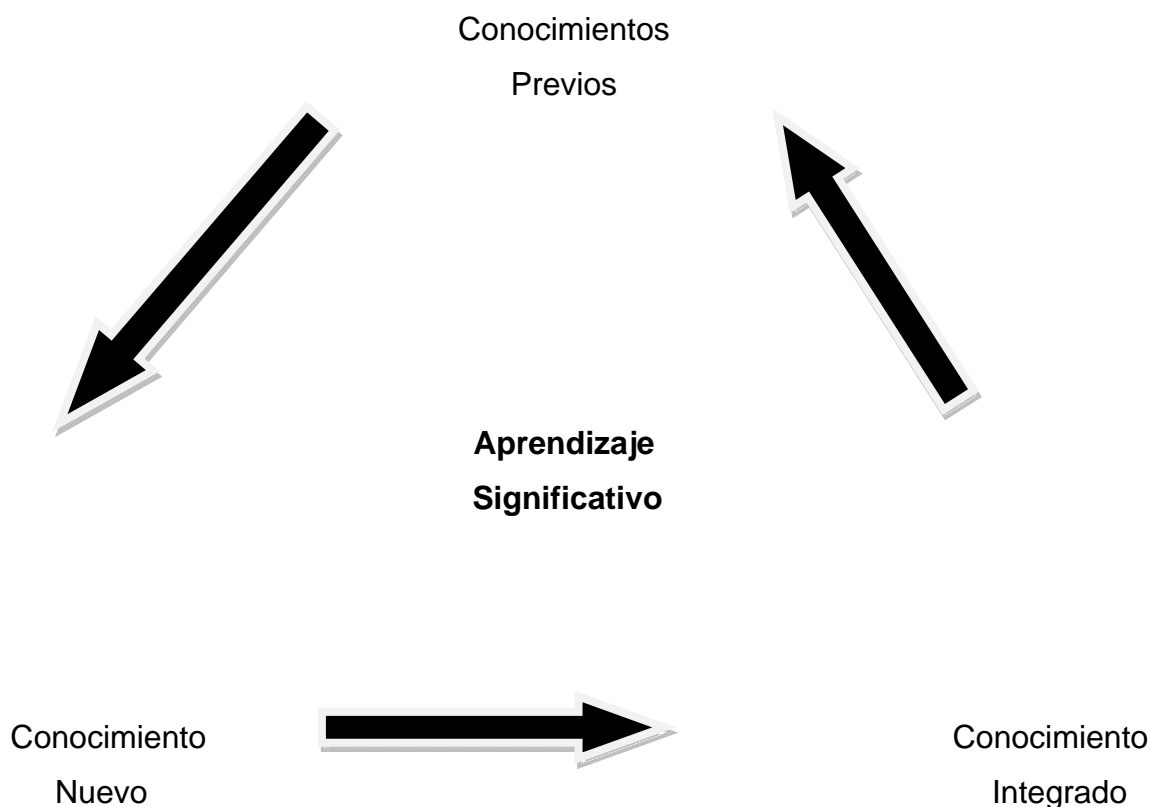 Conocimientos
Previos
Aprendizaje
Significativo
Conocimiento
Nuevo
Conocimiento
Integrado